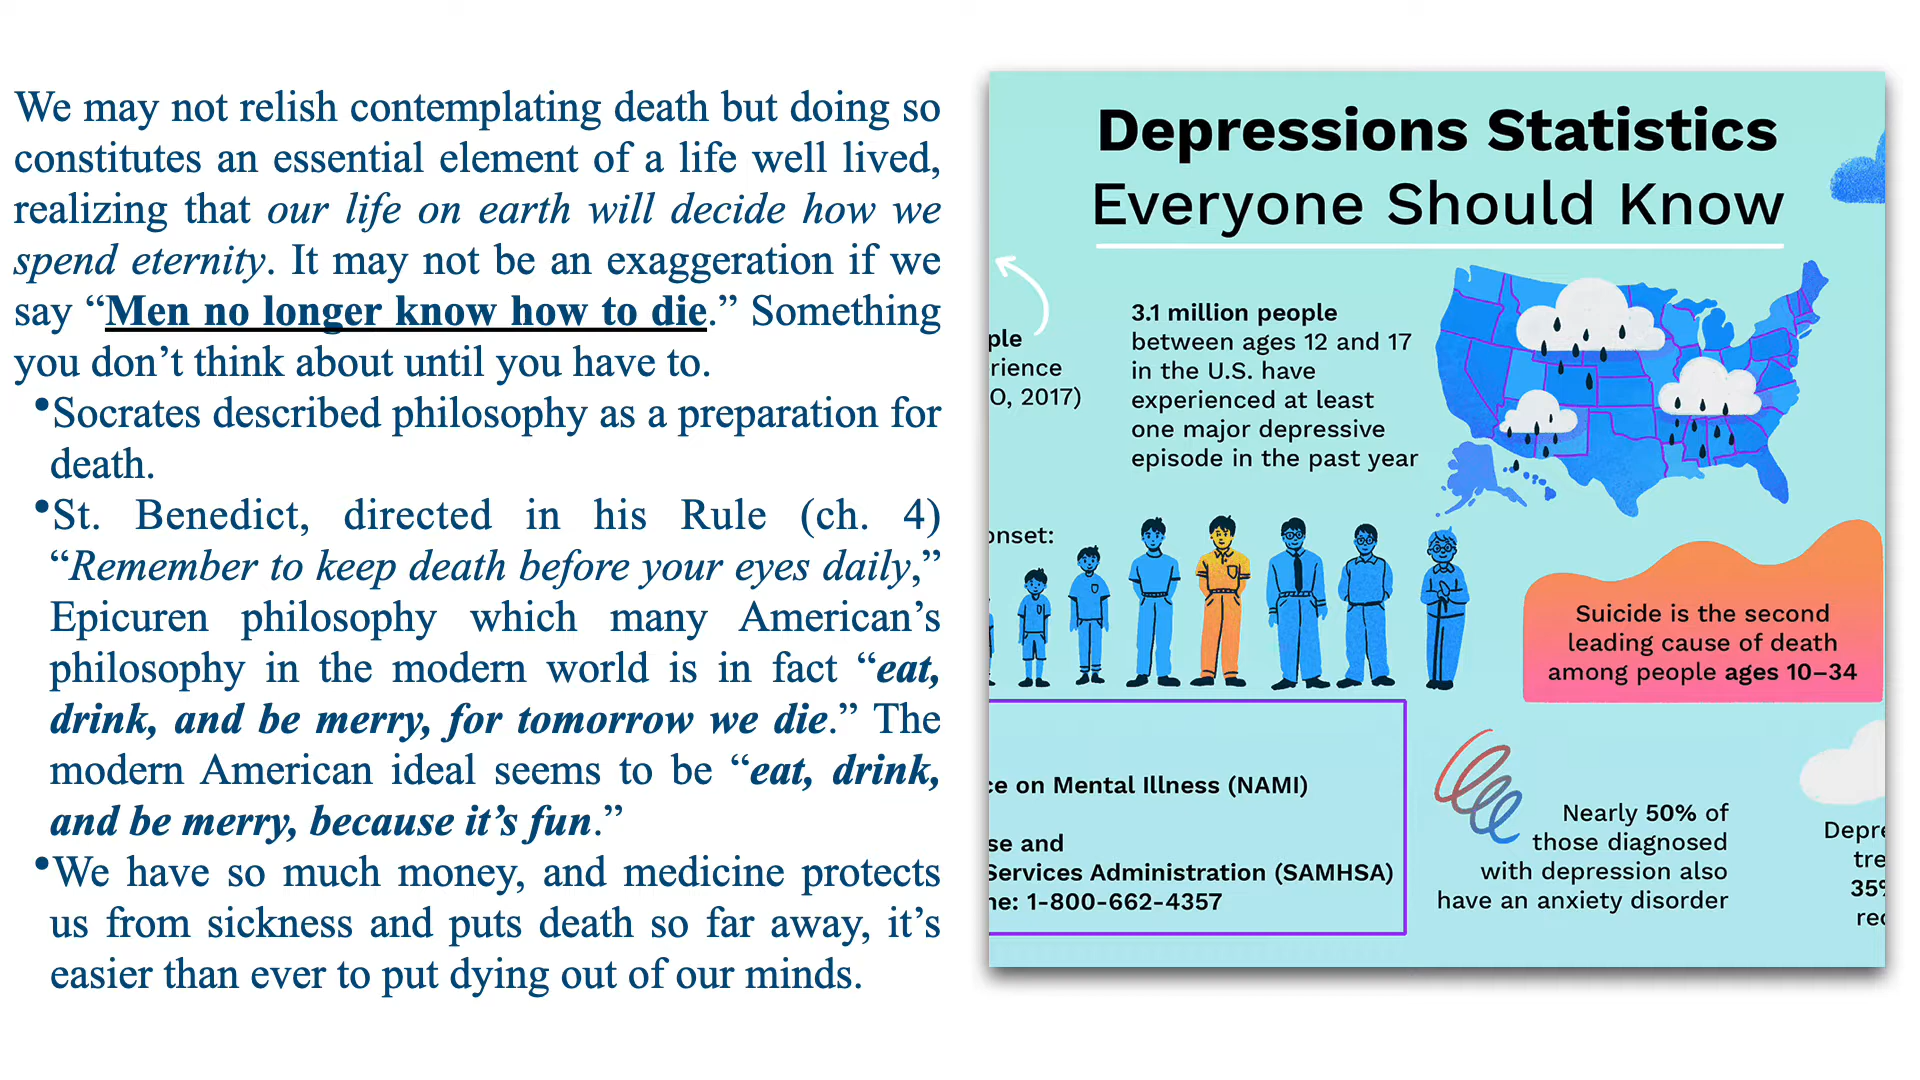 We may not relish contemplating death but doing so
constitutes an essential element of a life well lived,
realizing that our life on earth will decide how we
spend eternity. It may not be an exaggeration if we
say “Men no longer know how to die.” Something
you don’t think about until you have to.
•Socrates described philosophy as a preparation for
death.
•St. Benedict, directed in his Rule (ch. 4)
“Remember to keep death before your eyes daily,”
Epicuren philosophy which many American’s
philosophy in the modern world is in fact “eat,
drink, and be merry, for tomorrow we die.” The
modern American ideal seems to be “eat, drink,
and be merry, because it’s fun.”
•We have so much money, and medicine protects
us from sickness and puts death so far away, it’s
easier than ever to put dying out of our minds.
Depressions Statistics
Everyone Should Know
ple
rience
O, 2017)
3.1 million people
between ages 12 and 17
in the U.S. have
experienced at least
one major depressive
episode in the past year
onset:
Suicide is the second
leading cause of death
among people ages 10–34
ce on Mental Illness (NAMI)
se and
Services Administration (SAMHSA)
ne: 1-800-662-4357
Nearly 50% of
those diagnosed
with depression also
have an anxiety disorder
Depre
tre
35%
rec